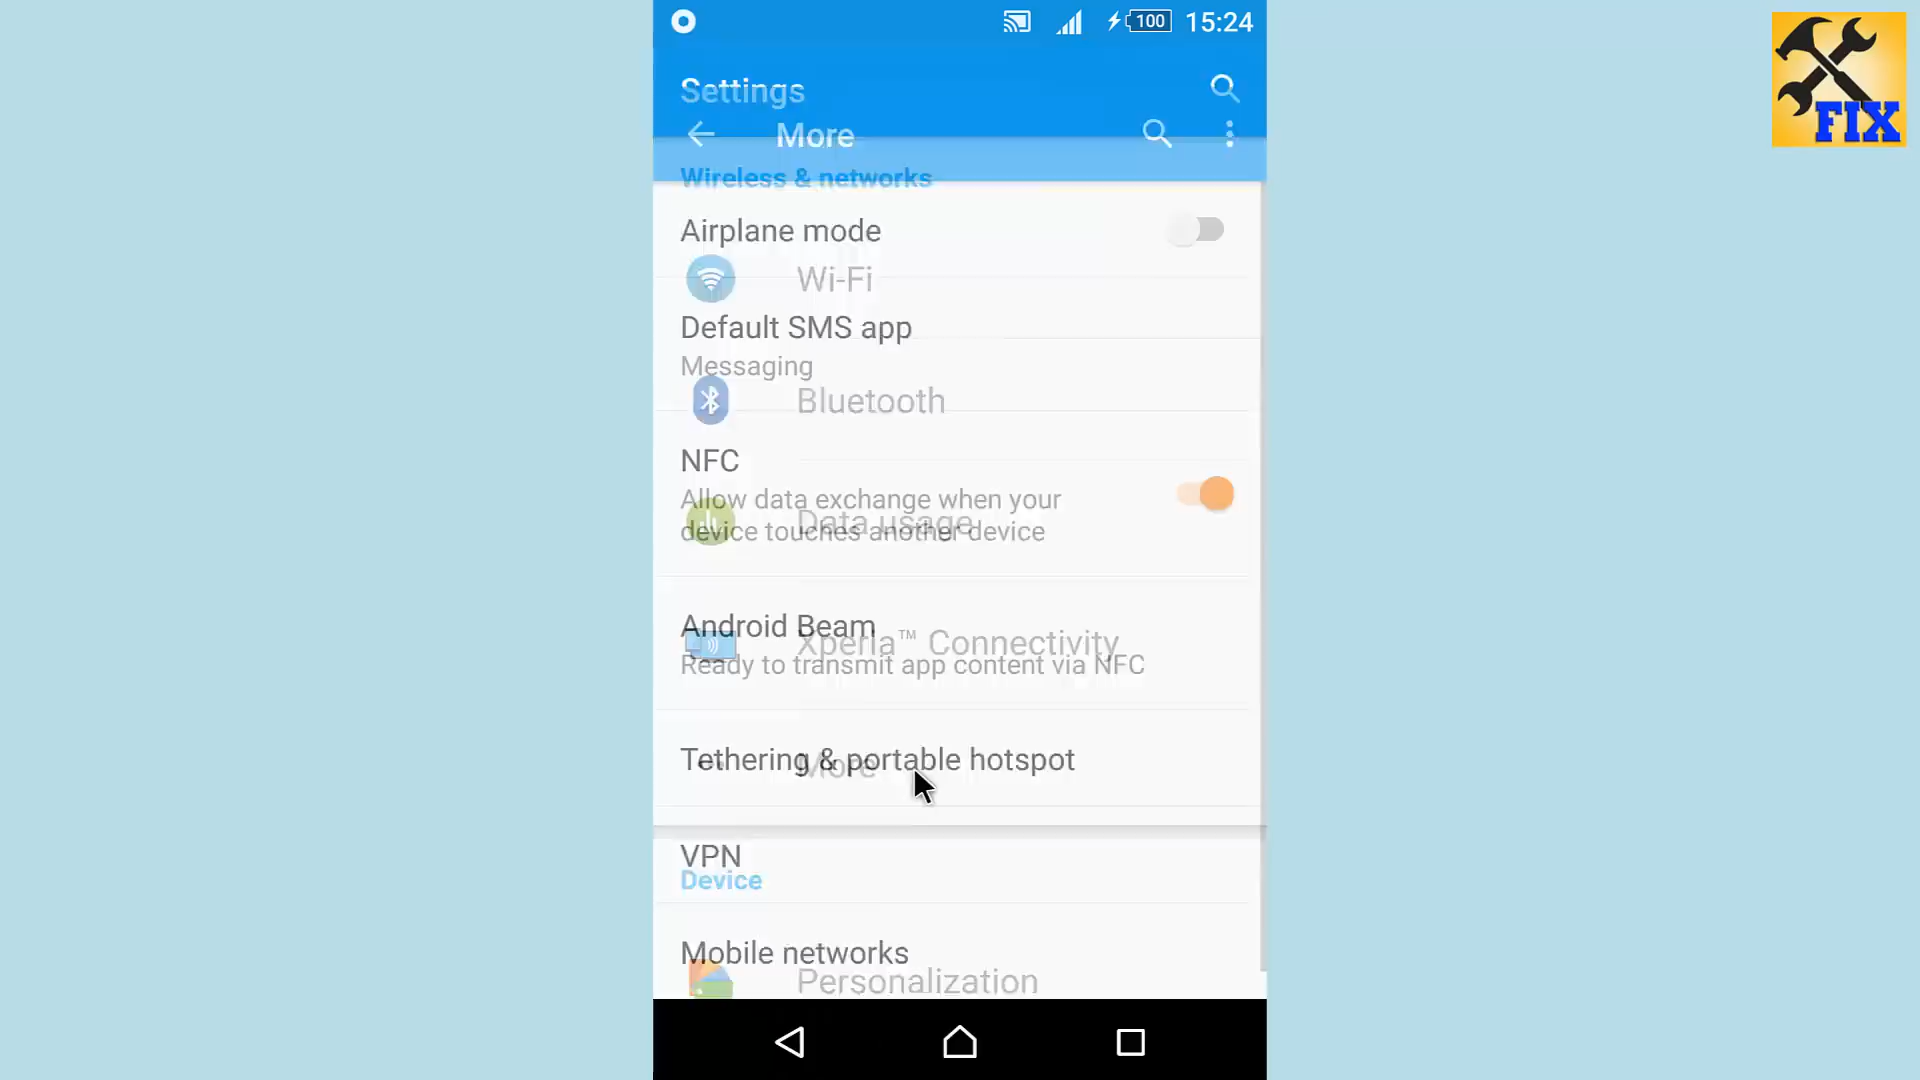 100 15:24
FIX
Settings
More
Wireless & networks
Airplane mode
Wi-Fi
Default SMS app
Messaging
Bluetooth
NFC
Allow data exchange when your
Data usage
device touches another device
Android Beam
Xperia™ Connectivity
Ready to transmit app content via NFC
Tethering & portable hotspot
More
VPN
Device
Mobile networks
Personalization